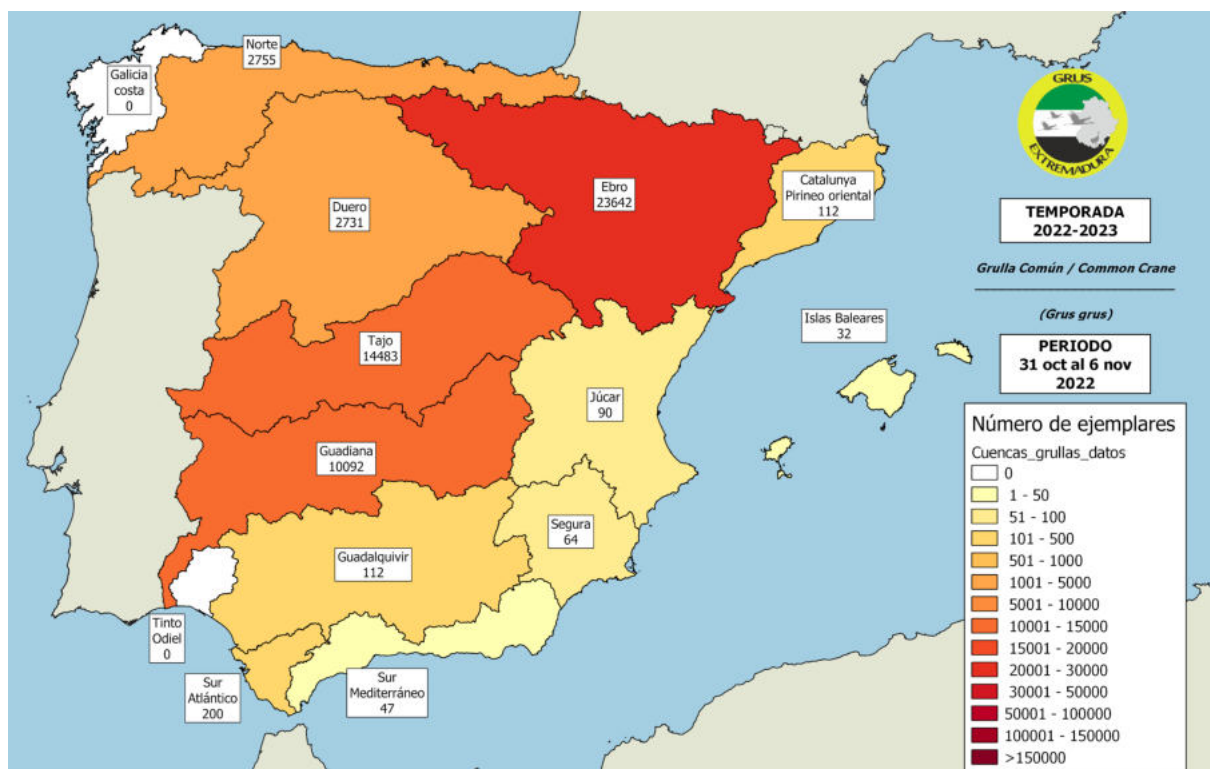 Norte
2755
Galicia
costa
0
Ebro
23642
Catalunya
Pirineo oriental
112
Duero
2731
Islas Baleares
32
Tajo
14483
Júcar
90
Guadiana
10092
Segura
64
Guadalquivir
112
Tinto
Odiel
0
Sur
Atlántico
200
Sur
Mediterráneo
47
GRUS
EXTREMADURA
TEMPORADA
2022-2023
Grulla Común / Common Crane
(Grus grus)
PERIODO
31 oct al 6 nov
2022
Número de ejemplares
Cuencas_grullas_datos
0
1 - 50
51 - 100
101 - 500
501 - 1000
1001 - 5000
5001 - 10000
10001 - 15000
15001 - 20000
20001 - 30000
30001 - 50000
50001 - 100000
100001 - 150000
>150000